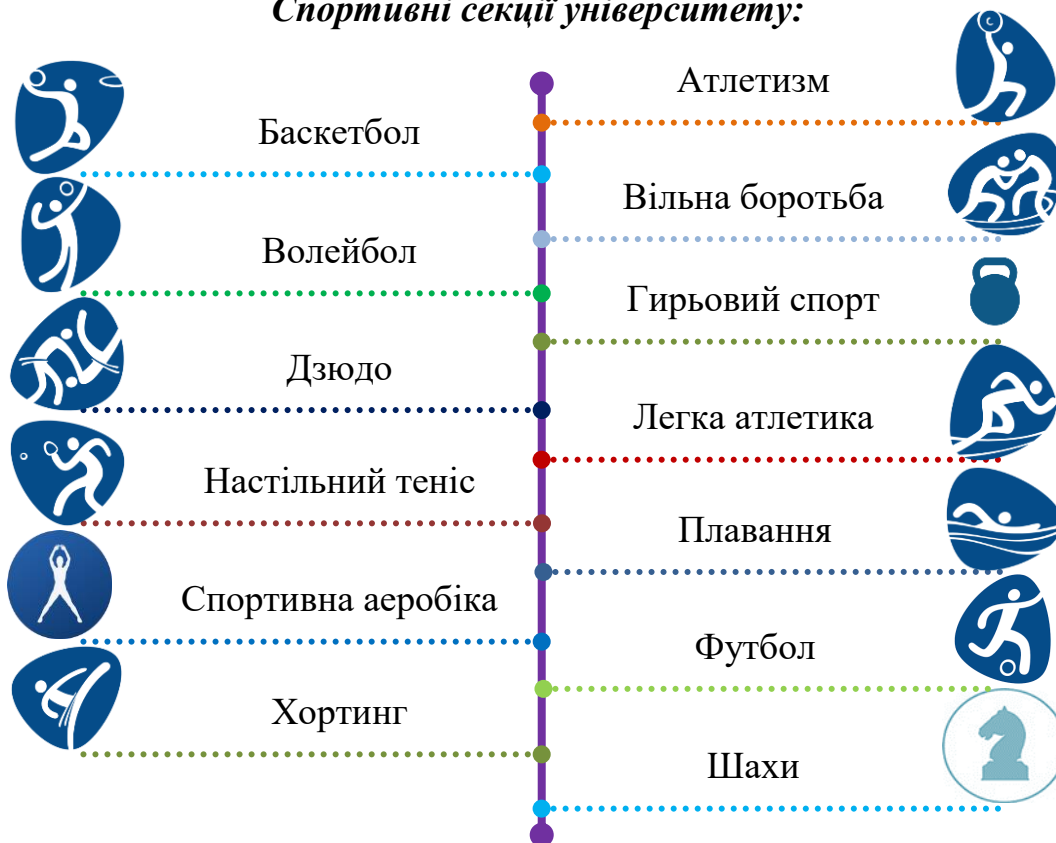 Спортивні секції університету:
Атлетизм
Баскетбол
Вільна боротьба
Волейбол
Гирьовий спорт
Дзюдо
Легка атлетика
Настільний теніс
Плавання
Спортивна аеробіка
Футбол
Хортинг
Шахи